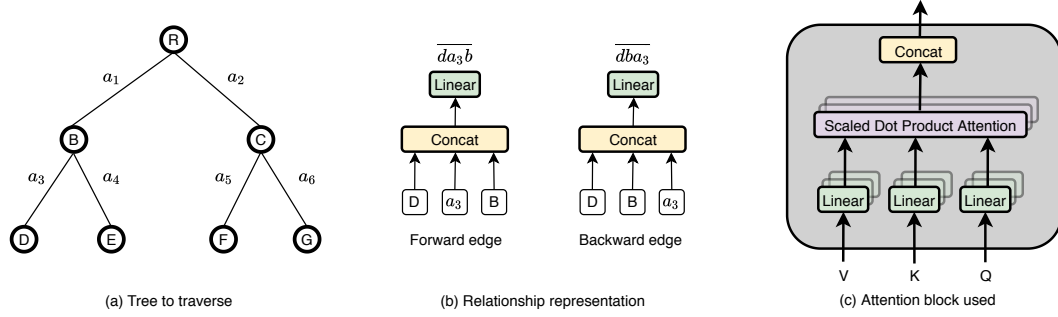 R
a₁
a₂
B
C
a₃
a₄
a₅
a₆
D
E
F
G
(a) Tree to traverse
da₃b
Linear
Concat
D
a₃
B
Forward edge
dba₃
Linear
Concat
D
B
a₃
Backward edge
(b) Relationship representation
Concat
Scaled Dot Product Attention
Linear
Linear
Linear
V
K
Q
(c) Attention block used